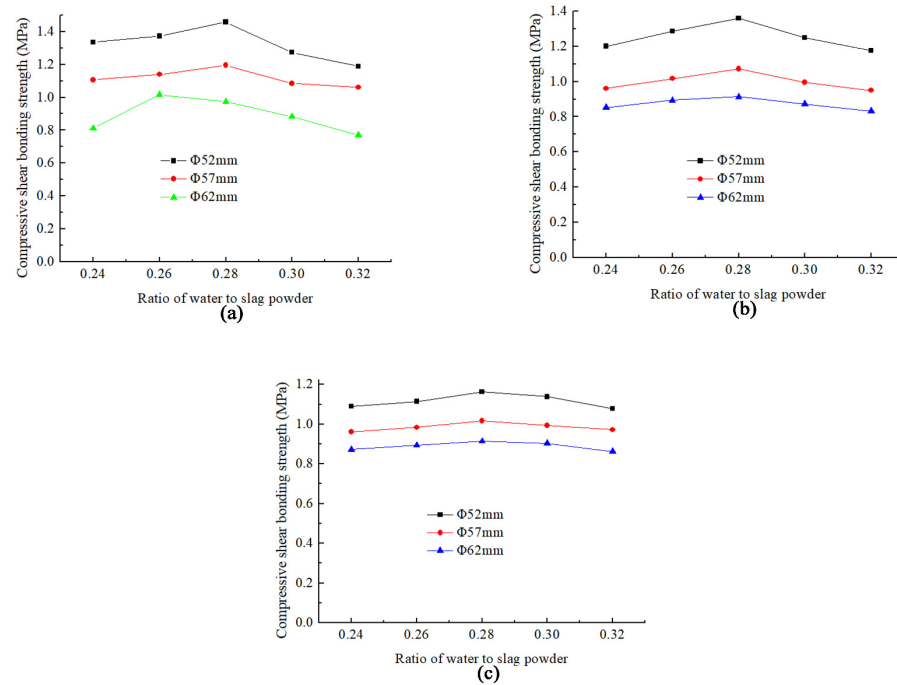 Compressive shear bonding strength (MPa)
1.4
1.2
1.0
0.8
0.6
0.4
0.2
0.0
Φ52mm
Φ57mm
Φ62mm
0.24 0.26 0.28 0.30 0.32
Ratio of water to slag powder
(a)
Compressive shear bonding strength (MPa)
1.4
1.2
1.0
0.8
0.6
0.4
0.2
0.0
Φ52mm
Φ57mm
Φ62mm
0.24 0.26 0.28 0.30 0.32
Ratio of water to slag powder
(b)
Compressive shear bonding strength (MPa)
1.2
1.0
0.8
0.6
0.4
0.2
0.0
Φ52mm
Φ57mm
Φ62mm
0.24 0.26 0.28 0.30 0.32
Ratio of water to slag powder
(c)